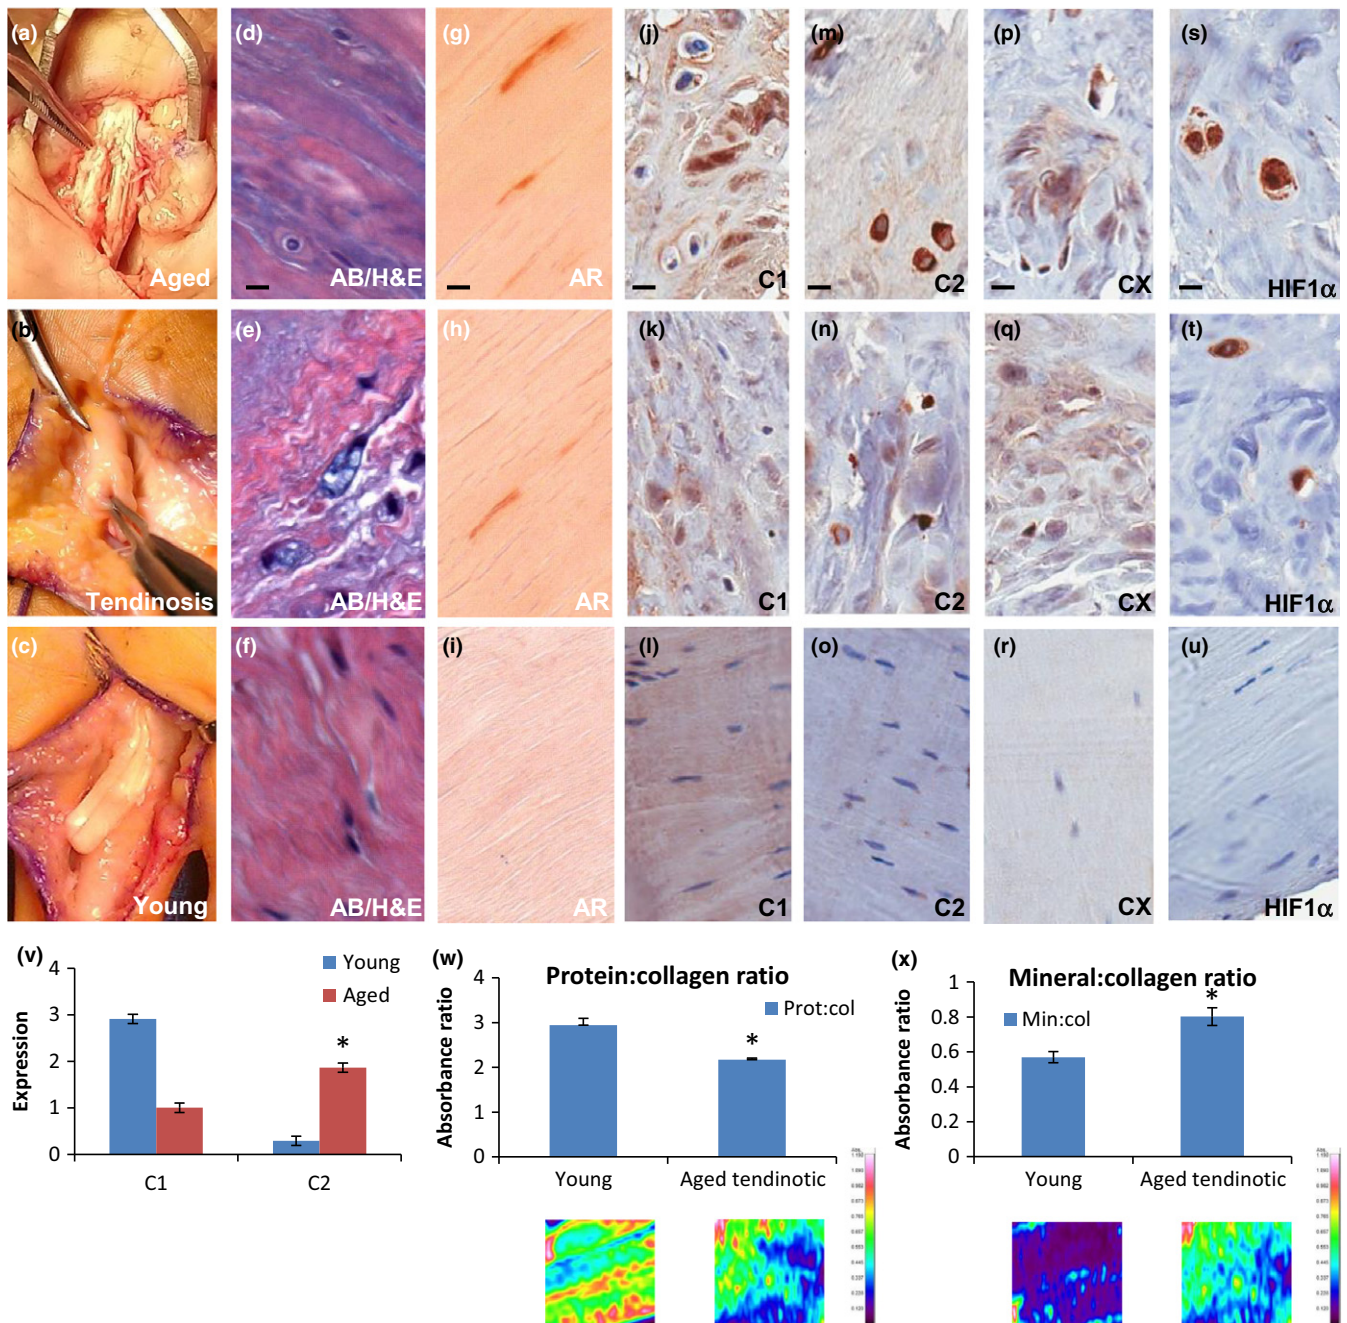 (a) (d) (g) (j) (m) (p) (s)
Aged AB/H&E AR C1 C2 CX HIF1α
(b) (e) (h) (k) (n) (q) (t)
Tendinosis AB/H&E AR C1 C2 CX HIF1α
(c) (f) (i) (l) (o) (r) (u)
Young AB/H&E AR C1 C2 CX HIF1α
(v)
Expression
4
3
2
1
0
Young
Aged
*
C1 C2
(w)
Protein:collagen ratio
Absorbance ratio
4
3
2
1
0
Prot:col
*
Young Aged tendinotic
(x)
Mineral:collagen ratio
Absorbance ratio
1
0.8
0.6
0.4
0.2
0
Min:col
*
Young Aged tendinotic